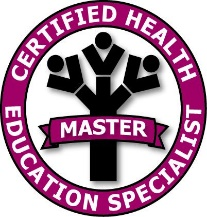 CERTIFIED HEALTH
MASTER
EDUCATION SPECIALIST